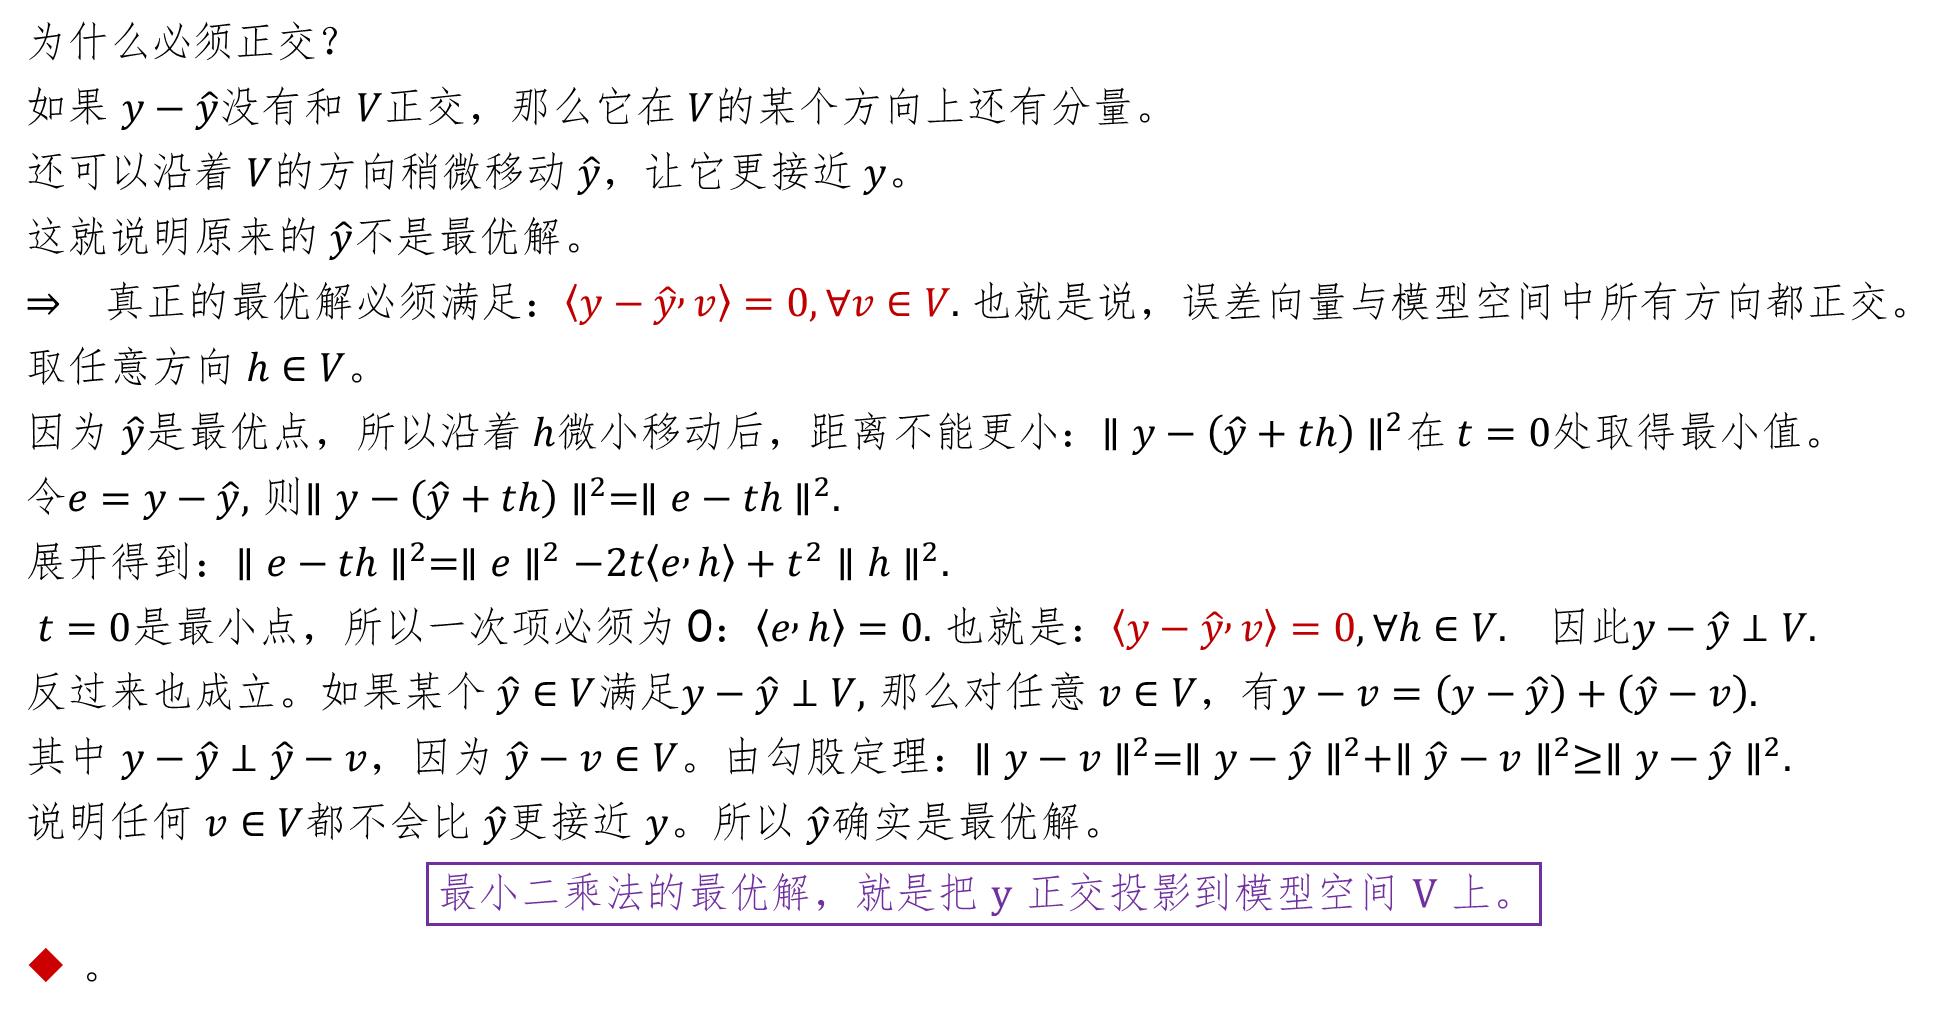 为什么必须正交？
如果 y − ŷ没有和 V正交，那么它在 V的某个方向上还有分量。
还可以沿着 V的方向稍微移动 ŷ，让它更接近 y。
这就说明原来的 ŷ不是最优解。
⇒ 真正的最优解必须满足：⟨y − ŷ, v⟩ = 0, ∀v ∈ V. 也就是说，误差向量与模型空间中所有方向都正交。
取任意方向 h ∈ V。
因为 ŷ是最优点，所以沿着 h微小移动后，距离不能更小：∥ y − (ŷ + th) ∥²在 t = 0处取得最小值。
令e = y − ŷ, 则∥ y − (ŷ + th) ∥²=∥ e − th ∥².
展开得到：∥ e − th ∥²=∥ e ∥² −2t⟨e, h⟩ + t² ∥ h ∥².
t = 0是最小点，所以一次项必须为 0：⟨e, h⟩ = 0. 也就是：⟨y − ŷ, v⟩ = 0, ∀h ∈ V. 因此y − ŷ ⊥ V.
反过来也成立。如果某个 ŷ ∈ V满足y − ŷ ⊥ V, 那么对任意 v ∈ V，有y − v = (y − ŷ) + (ŷ − v).
其中 y − ŷ ⊥ ŷ − v，因为 ŷ − v ∈ V。由勾股定理：∥ y − v ∥²=∥ y − ŷ ∥²+∥ ŷ − v ∥²≥∥ y − ŷ ∥².
说明任何 v ∈ V都不会比 ŷ更接近 y。所以 ŷ确实是最优解。
最小二乘法的最优解，就是把 y 正交投影到模型空间 V 上。
◆ 。